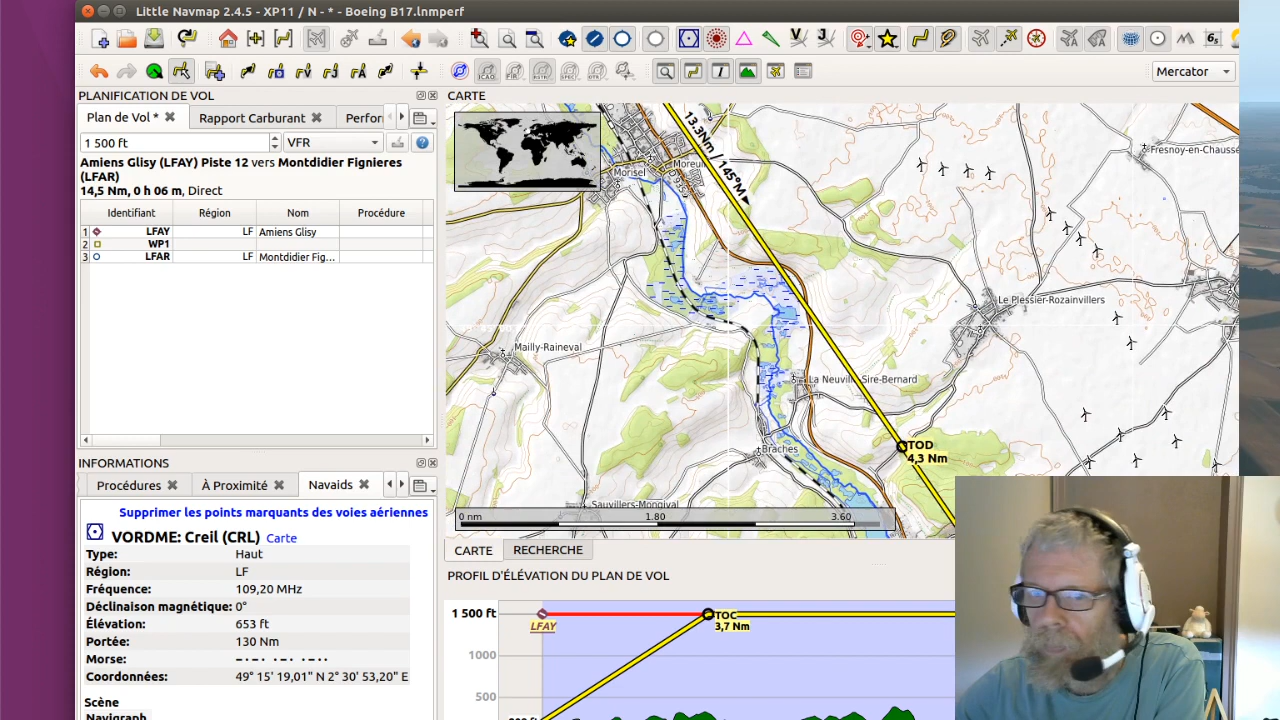 Little Navmap 2.4.5 - XP11 / N - * - Boeing B17.lnmperf
Mercator
PLANIFICATION DE VOL
Plan de Vol *
Rapport Carburant
Perfor
1 500 ft
VFR
Amiens Glisy (LFAY) Piste 12 vers Montdidier Fignieres
(LFAR)
14,5 Nm, 0 h 06 m, Direct
Identifiant Région Nom Procédure
1 LFAY LF Amiens Glisy
2 WP1
3 LFAR LF Montdidier Fig...
INFORMATIONS
Procédures
À Proximité
Navaids
Supprimer les points marquants des voies aériennes
VORDME: Creil (CRL) Carte
Type: Haut
Région: LF
Fréquence: 109,20 MHz
Déclinaison magnétique: 0°
Élévation: 653 ft
Portée: 130 Nm
Morse: −·−· ·−· ·−··
Coordonnées: 49° 15' 19,01" N 2° 30' 53,20" E
Scène
Navigraph
CARTE
13.3Nm / 145°M
Moreuil
Morisel
D 935
Fresnoy-en-Chaussé
Le Plessier-Rozainvillers
Mailly-Raineval
La Neuville-Sire-Bernard
TOD
4,3 Nm
Braches
Sauvillers-Mongival
0 nm 1.80 3.60
CARTE
RECHERCHE
PROFIL D'ÉLÉVATION DU PLAN DE VOL
1 500 ft
LFAY
TOC
3,7 Nm
1000
500